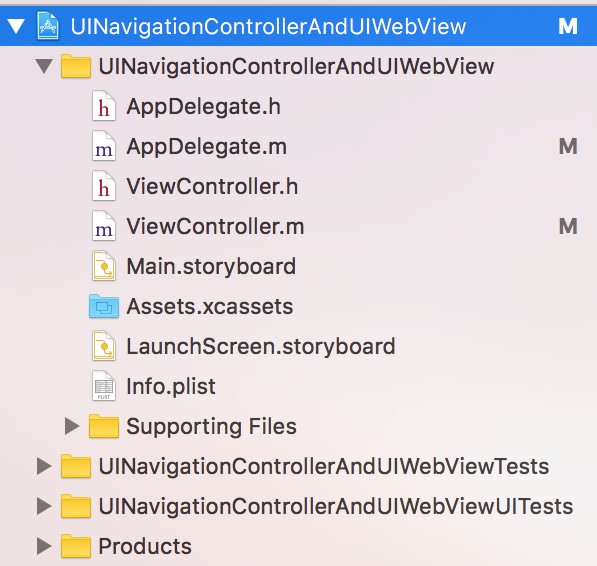 UINavigationControllerAndUIWebView M
UINavigationControllerAndUIWebView
h AppDelegate.h
m AppDelegate.m M
h ViewController.h
m ViewController.m M
Main.storyboard
Assets.xcassets
LaunchScreen.storyboard
PLIST Info.plist
Supporting Files
UINavigationControllerAndUIWebViewTests
UINavigationControllerAndUIWebViewUITests
Products